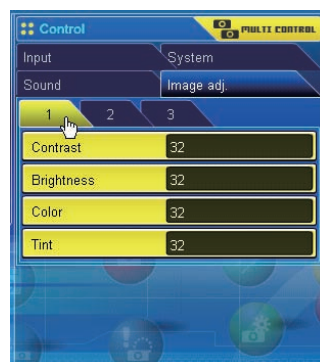 Control MULTI CONTROL
Input System
Sound Image adj.
1 2 3
Contrast 32
Brightness 32
Color 32
Tint 32